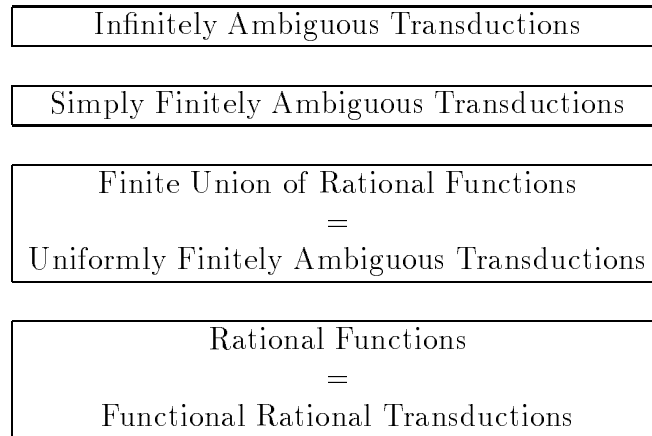 Infinitely Ambiguous Transductions
Simply Finitely Ambiguous Transductions
Finite Union of Rational Functions
=
Uniformly Finitely Ambiguous Transductions
Rational Functions
=
Functional Rational Transductions